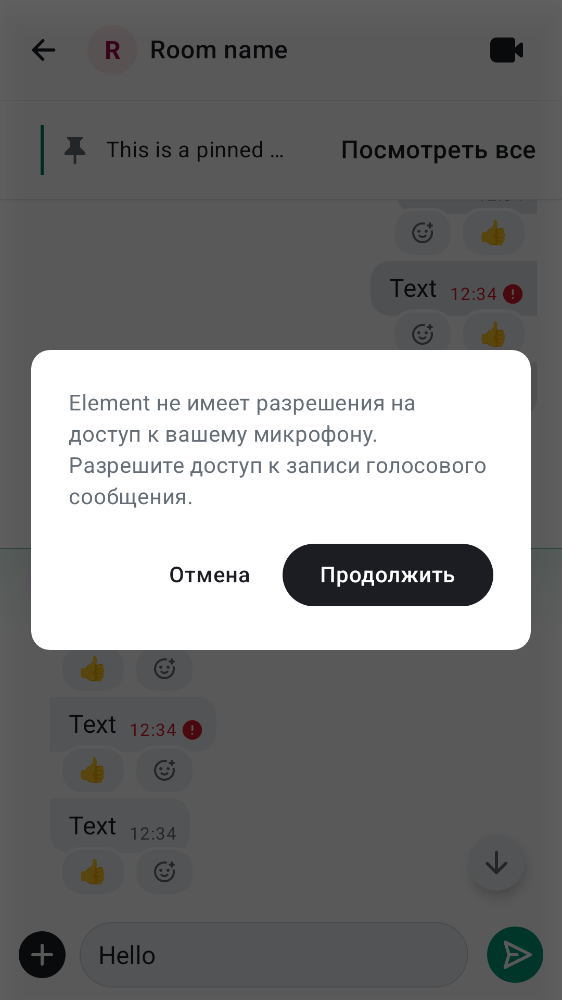 R Room name
This is a pinned … Посмотреть все
Text 12:34
Element не имеет разрешения на
доступ к вашему микрофону.
Разрешите доступ к записи голосового
сообщения.
Отмена Продолжить
Text 12:34
Text 12:34
Hello